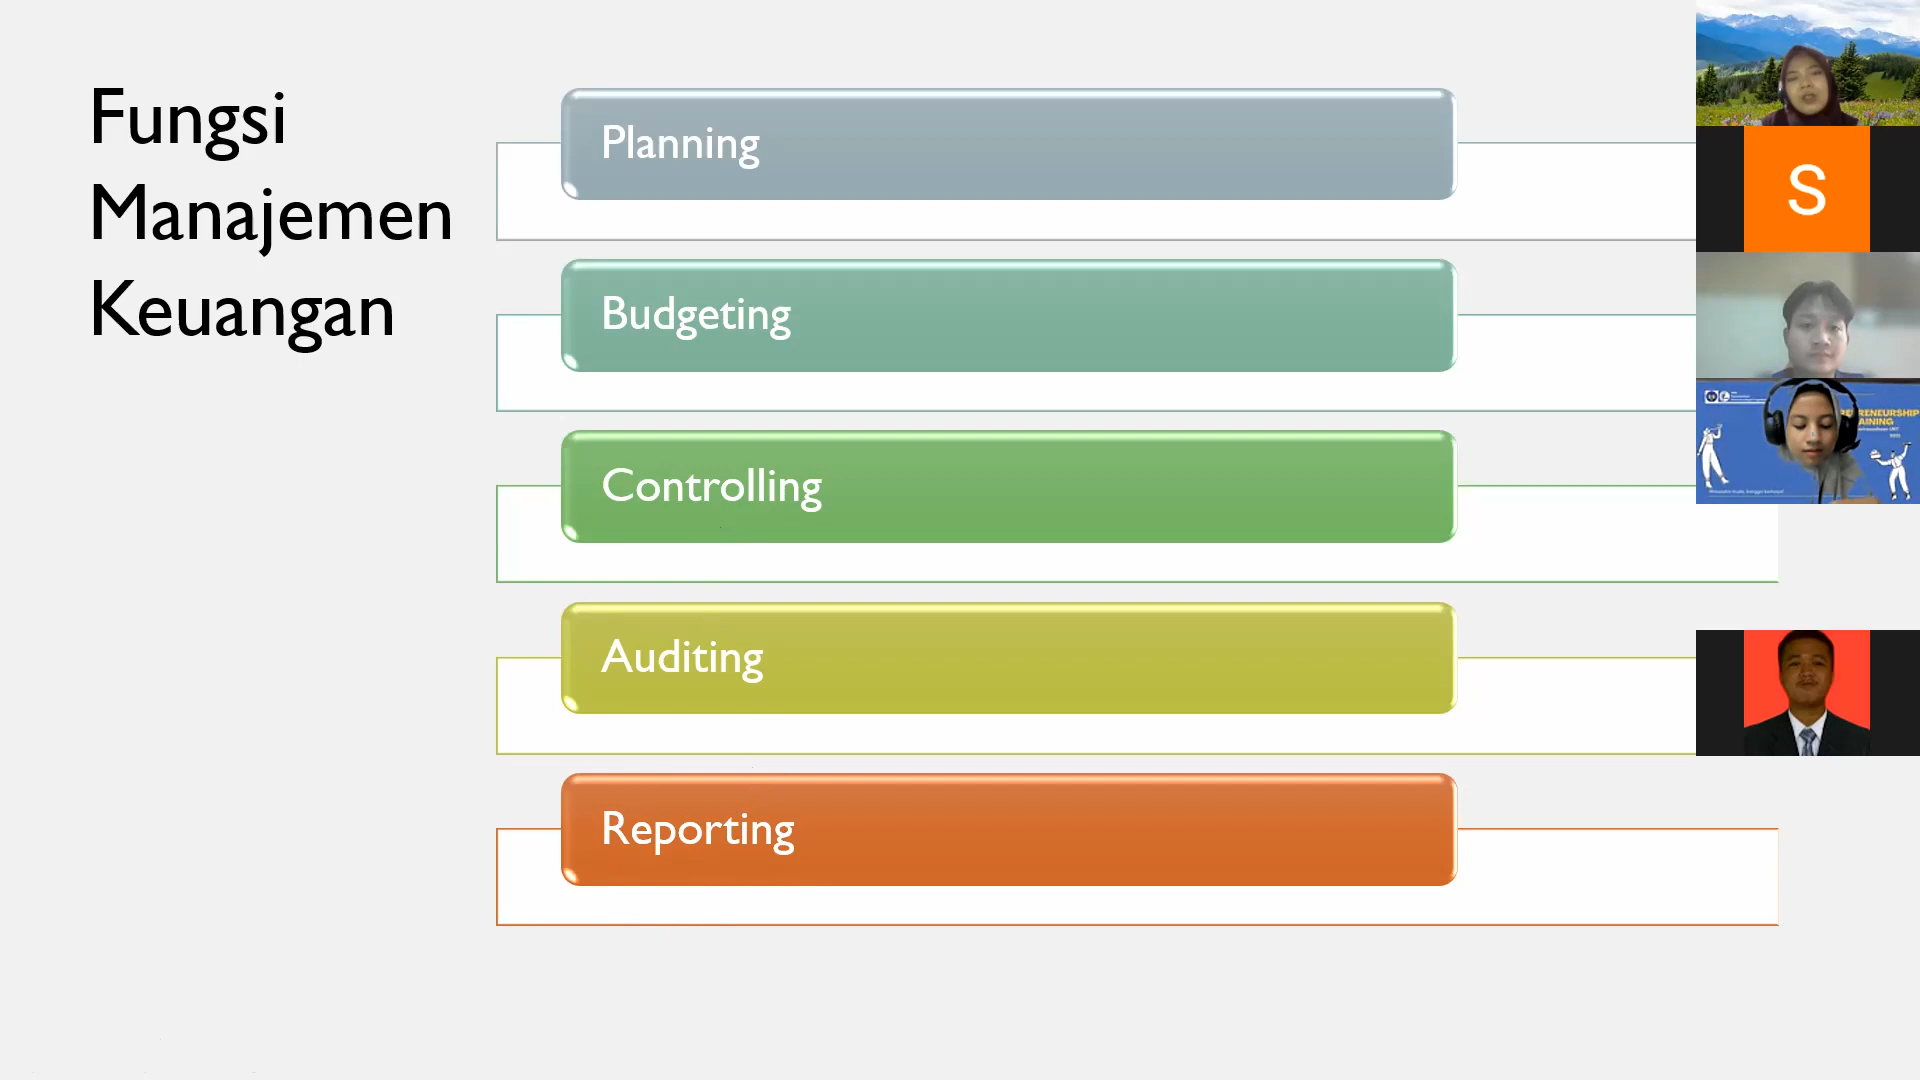 Fungsi
Manajemen
Keuangan
Planning
Budgeting
Controlling
Auditing
Reporting
S